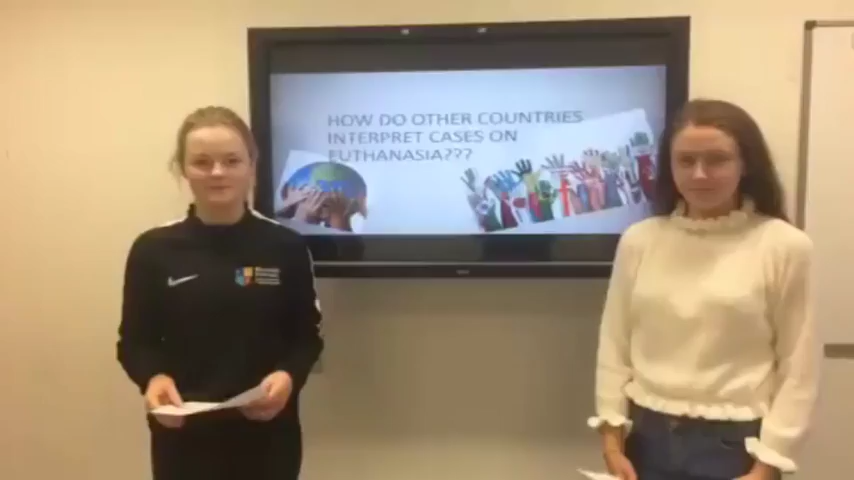 HOW DO OTHER COUNTRIES
INTERPRET CASES ON
EUTHANASIA???